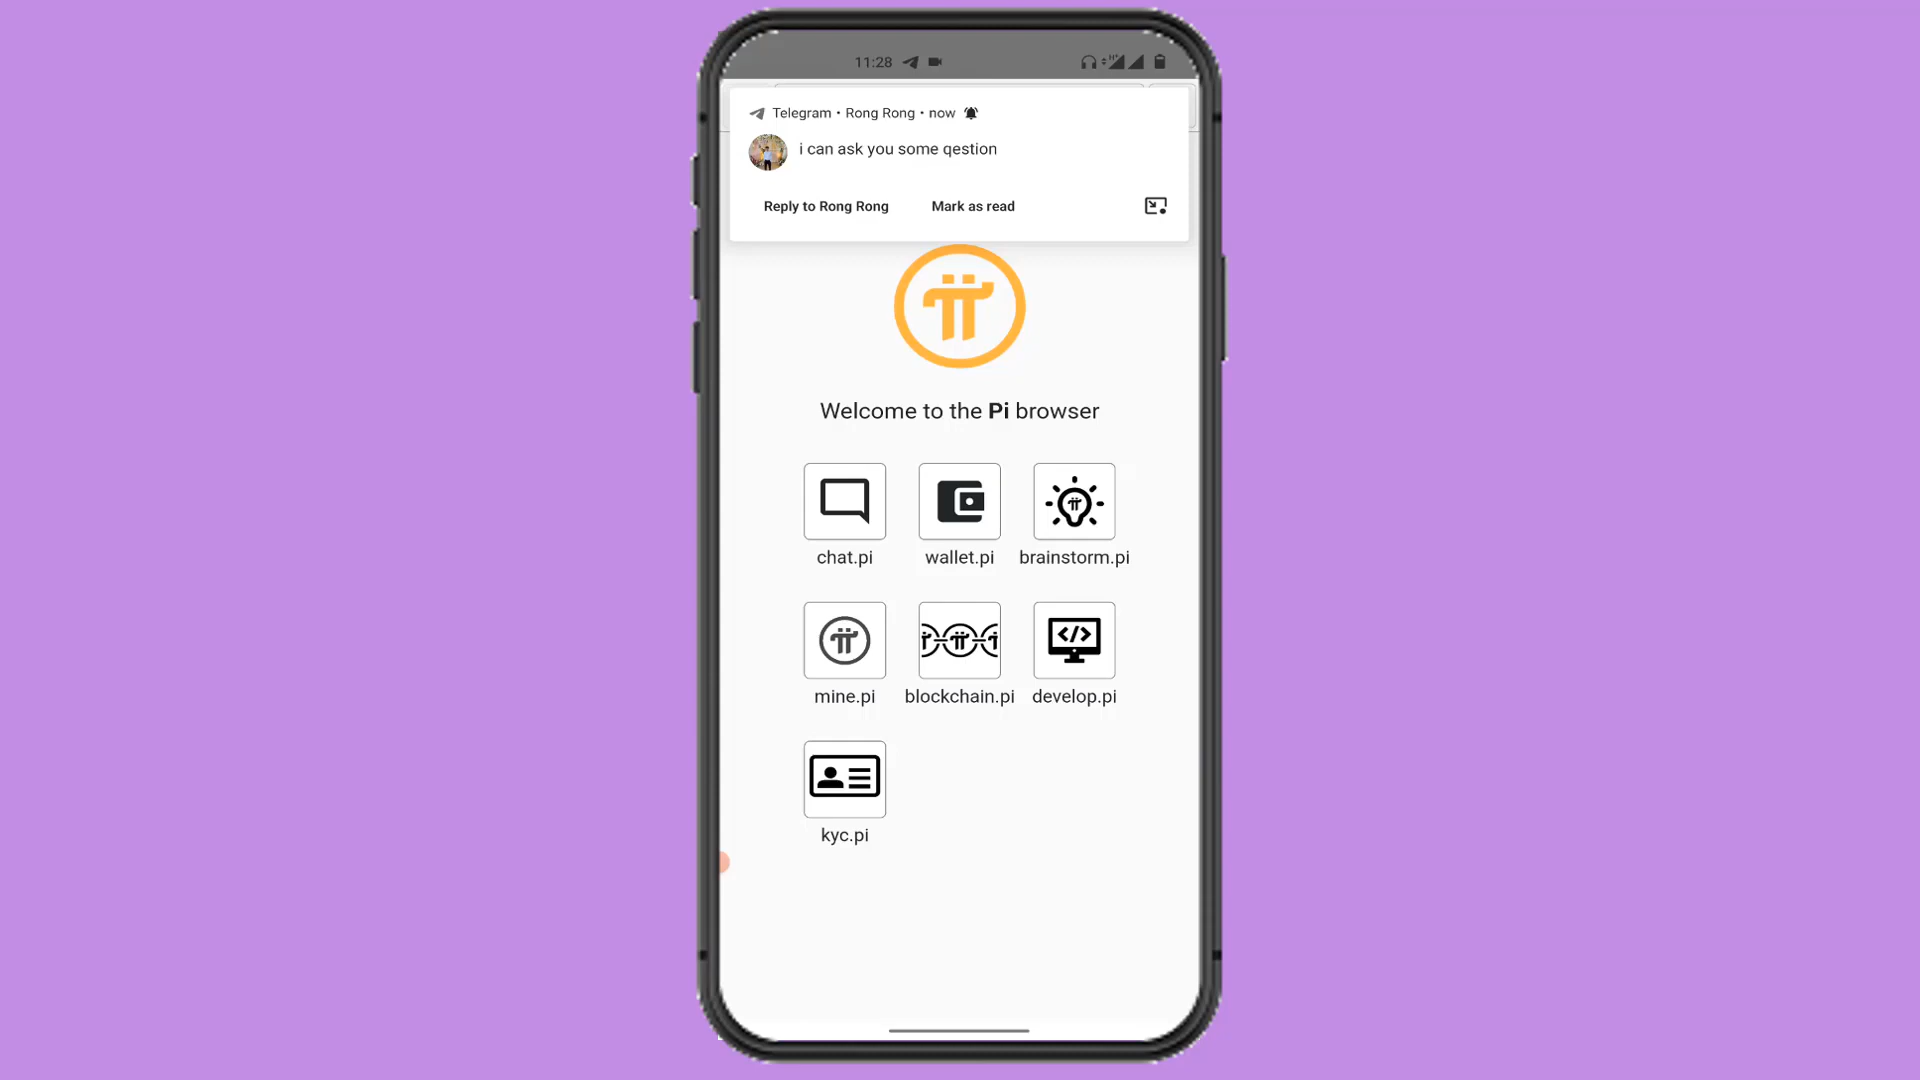 11:28
Telegram • Rong Rong • now
i can ask you some qestion
Reply to Rong Rong Mark as read
Welcome to the Pi browser
chat.pi wallet.pi brainstorm.pi
mine.pi blockchain.pi develop.pi
kyc.pi